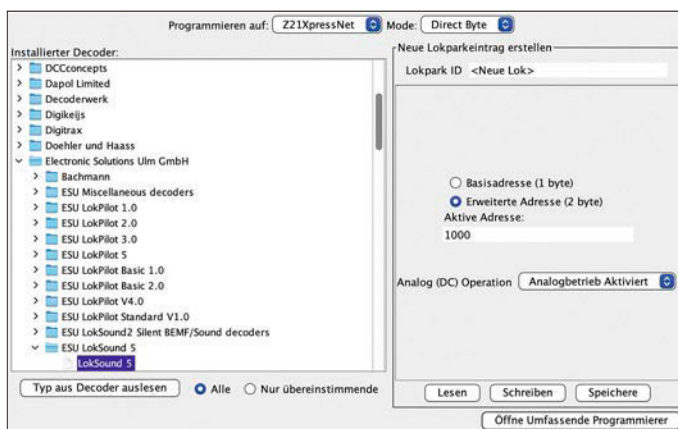 Programmieren auf: Z21XpressNet Mode: Direct Byte
Installierter Decoder:
DCCconcepts
Dapol Limited
Decoderwerk
Digikeijs
Digitrax
Doehler und Haass
Electronic Solutions Ulm GmbH
Bachmann
ESU Miscellaneous decoders
ESU LokPilot 1.0
ESU LokPilot 2.0
ESU LokPilot 3.0
ESU LokPilot 5
ESU LokPilot Basic 1.0
ESU LokPilot Basic 2.0
ESU LokPilot V4.0
ESU LokPilot Standard V1.0
ESU LokSound2 Silent BEMF/Sound decoders
ESU LokSound 5
LokSound 5
Typ aus Decoder auslesen Alle Nur übereinstimmende
Neue Lokparkeintrag erstellen
Lokpark ID <Neue Lok>
Basisadresse (1 byte)
Erweiterte Adresse (2 byte)
Aktive Adresse:
1000
Analog (DC) Operation Analogbetrieb Aktiviert
Lesen Schreiben Speichere
Öffne Umfassende Programmierer